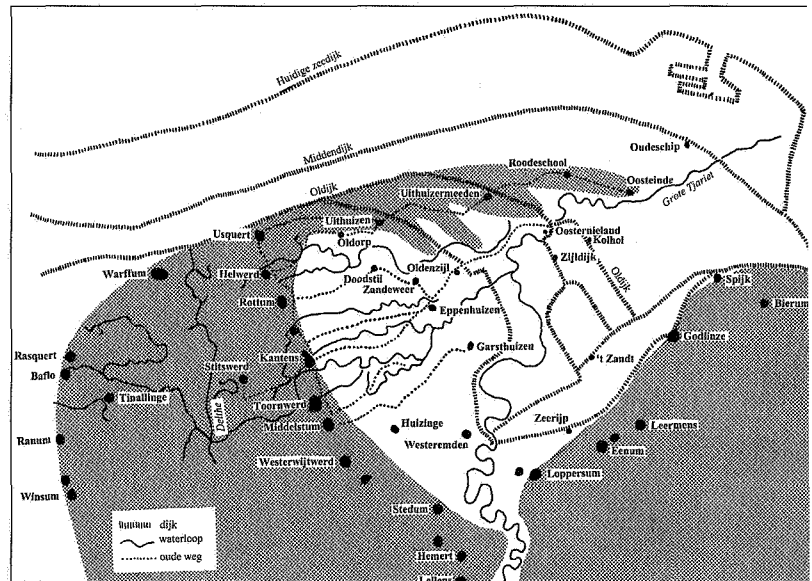 Huidige zeedijk
Middendijk
Oudeschip
Roodeschool
Oosteinde
Grote Tjariet
Oldijk
Uithuizermeeden
Uithuizen
Usquert
Oldorp
Oosternieland
Kolhol
Zijldijk
Oldijk
Warffum
Helwerd
Doodstil
Oldenzijl
Zandeweer
Spijk
Bierum
Rottum
Eppenhuizen
Godlinze
Rasquert
Baflo
Kantens
Garsthuizen
't Zandt
Stitswerd
Tinallinge
Delthe
Toornwerd
Middelstum
Huizinge
Westeremden
Zeerijp
Leermens
Eenum
Ranum
Westerwijtwerd
Loppersum
Winsum
Stedum
dijk
waterloop
oude weg
Hemert
Lellens